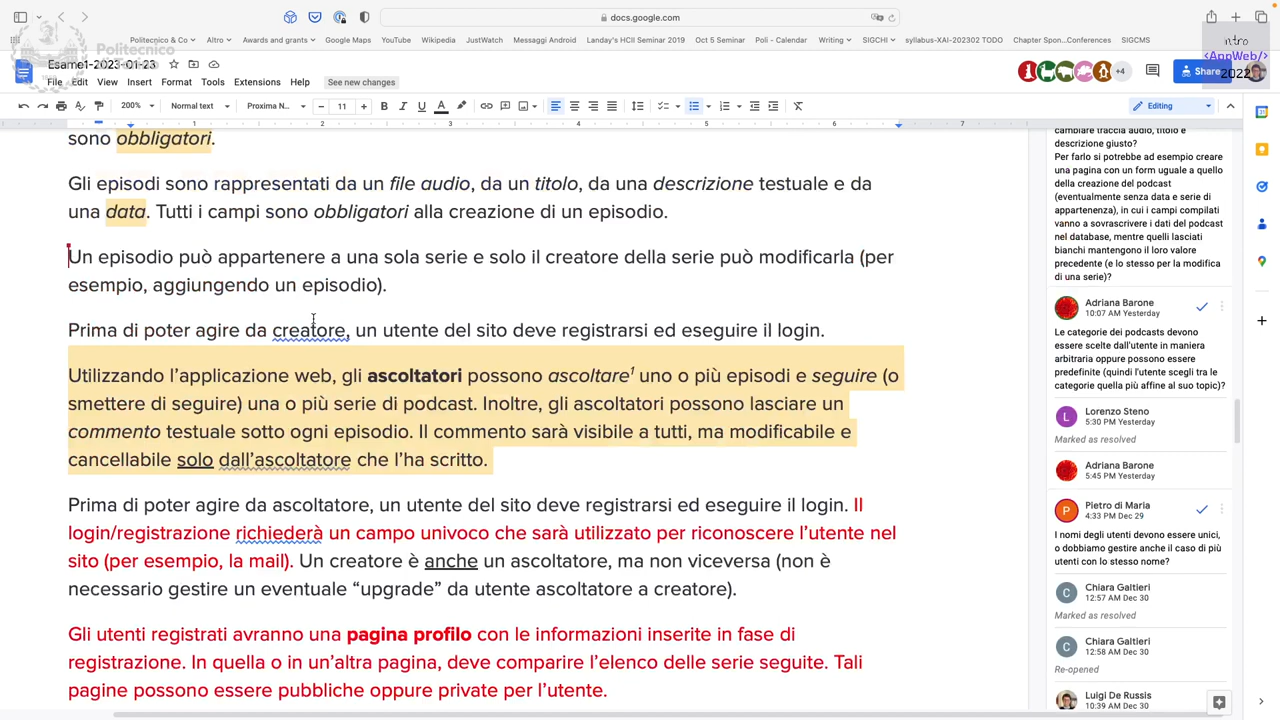 docs.google.com
Politecnico & Co
Altro
Awards and grants
Google Maps
YouTube
Wikipedia
JustWatch
Messaggi Android
Landay's HCII Seminar 2019
Oct 5 Seminar
Poli - Calendar
Writing
SIGCHI
syllabus-XAI-202302 TODO
Chapter Spon...Conferences
SIGCMS
Politecnico
intro
<AppWeb/>
2022
Esame1-2023-01-23
File Edit View Insert Format Tools Extensions Help See new changes
+4
Share
200%
Normal text
Proxima N...
11
Editing
1 2 3 4 5 6 7
sono obbligatori.
Gli episodi sono rappresentati da un file audio, da un titolo, da una descrizione testuale e da
una data. Tutti i campi sono obbligatori alla creazione di un episodio.
Un episodio può appartenere a una sola serie e solo il creatore della serie può modificarla (per
esempio, aggiungendo un episodio).
Prima di poter agire da creatore, un utente del sito deve registrarsi ed eseguire il login.
Utilizzando l'applicazione web, gli ascoltatori possono ascoltare¹ uno o più episodi e seguire (o
smettere di seguire) una o più serie di podcast. Inoltre, gli ascoltatori possono lasciare un
commento testuale sotto ogni episodio. Il commento sarà visibile a tutti, ma modificabile e
cancellabile solo dall'ascoltatore che l'ha scritto.
Prima di poter agire da ascoltatore, un utente del sito deve registrarsi ed eseguire il login. Il
login/registrazione richiederà un campo univoco che sarà utilizzato per riconoscere l'utente nel
sito (per esempio, la mail). Un creatore è anche un ascoltatore, ma non viceversa (non è
necessario gestire un eventuale “upgrade” da utente ascoltatore a creatore).
Gli utenti registrati avranno una pagina profilo con le informazioni inserite in fase di
registrazione. In quella o in un'altra pagina, deve comparire l'elenco delle serie seguite. Tali
pagine possono essere pubbliche oppure private per l'utente.
cambiare traccia audio, titolo e
descrizione giusto?
Per farlo si potrebbe ad esempio creare
una pagina con un form uguale a quello
della creazione del podcast
(eventualmente senza data e serie di
appartenenza), in cui i campi compilati
vanno a sovrascrivere i dati del podcast
nel database, mentre quelli lasciati
bianchi mantengono il loro valore
precedente (e lo stesso per la modifica
di una serie)?
Adriana Barone
10:07 AM Yesterday
Le categorie dei podcasts devono
essere scelte dall'utente in maniera
arbitraria oppure possono essere
predefinite (quindi l'utente scegli tra le
categorie quella più affine al suo topic)?
L
Lorenzo Steno
5:30 PM Yesterday
Marked as resolved
Adriana Barone
5:45 PM Yesterday
P
Pietro di Maria
4:33 PM Dec 29
I nomi degli utenti devono essere unici,
o dobbiamo gestire anche il caso di più
utenti con lo stesso nome?
C
Chiara Galtieri
12:57 AM Dec 30
Marked as resolved
C
Chiara Galtieri
12:58 AM Dec 30
Re-opened
Luigi De Russis
10:39 AM Dec 30